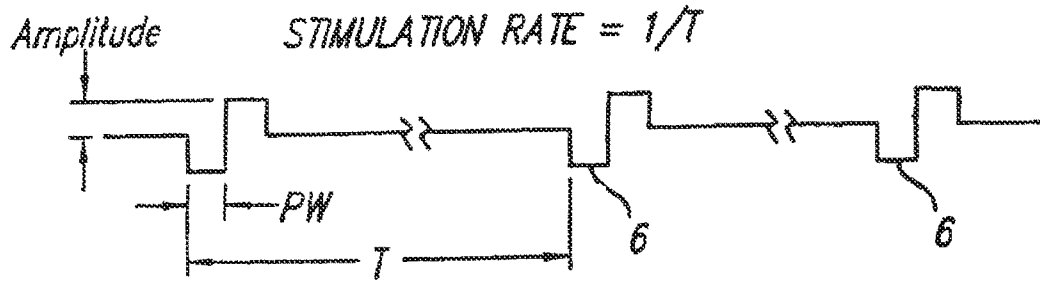 Amplitude
STIMULATION RATE = 1/T
PW
T
6
6